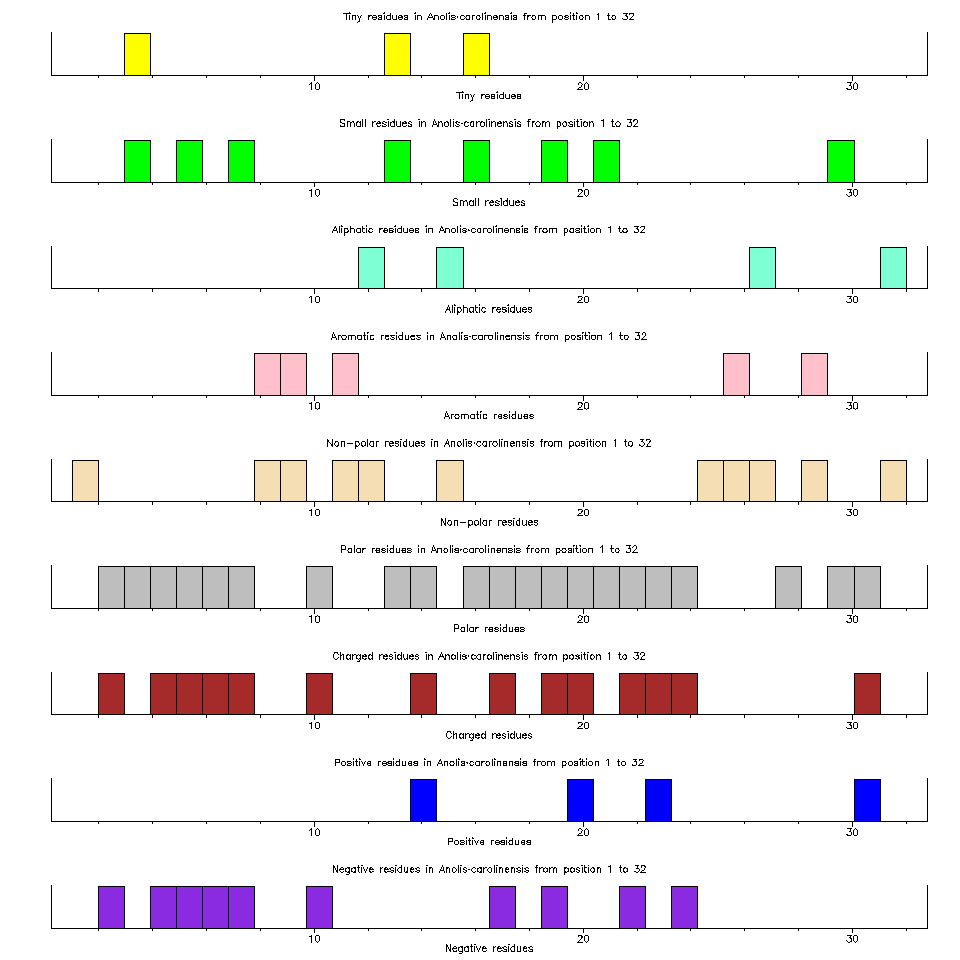 Tiny residues in Anolis-carolinensis from position 1 to 32
10 20 30
Tiny residues
Small residues in Anolis-carolinensis from position 1 to 32
10 20 30
Small residues
Aliphatic residues in Anolis-carolinensis from position 1 to 32
10 20 30
Aliphatic residues
Aromatic residues in Anolis-carolinensis from position 1 to 32
10 20 30
Aromatic residues
Non-polar residues in Anolis-carolinensis from position 1 to 32
10 20 30
Non-polar residues
Polar residues in Anolis-carolinensis from position 1 to 32
10 20 30
Polar residues
Charged residues in Anolis-carolinensis from position 1 to 32
10 20 30
Charged residues
Positive residues in Anolis-carolinensis from position 1 to 32
10 20 30
Positive residues
Negative residues in Anolis-carolinensis from position 1 to 32
10 20 30
Negative residues